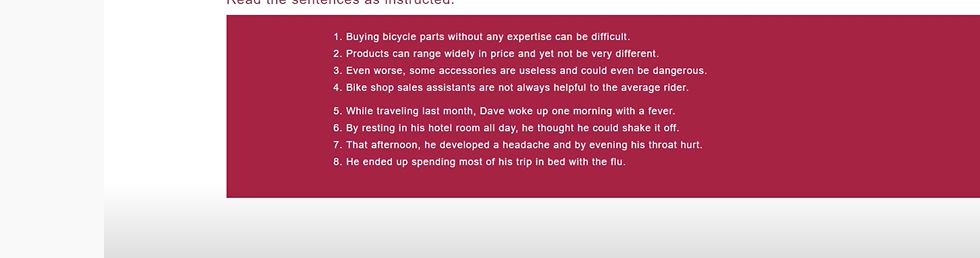 Read the sentences as instructed.
1. Buying bicycle parts without any expertise can be difficult.
2. Products can range widely in price and yet not be very different.
3. Even worse, some accessories are useless and could even be dangerous.
4. Bike shop sales assistants are not always helpful to the average rider.
5. While traveling last month, Dave woke up one morning with a fever.
6. By resting in his hotel room all day, he thought he could shake it off.
7. That afternoon, he developed a headache and by evening his throat hurt.
8. He ended up spending most of his trip in bed with the flu.